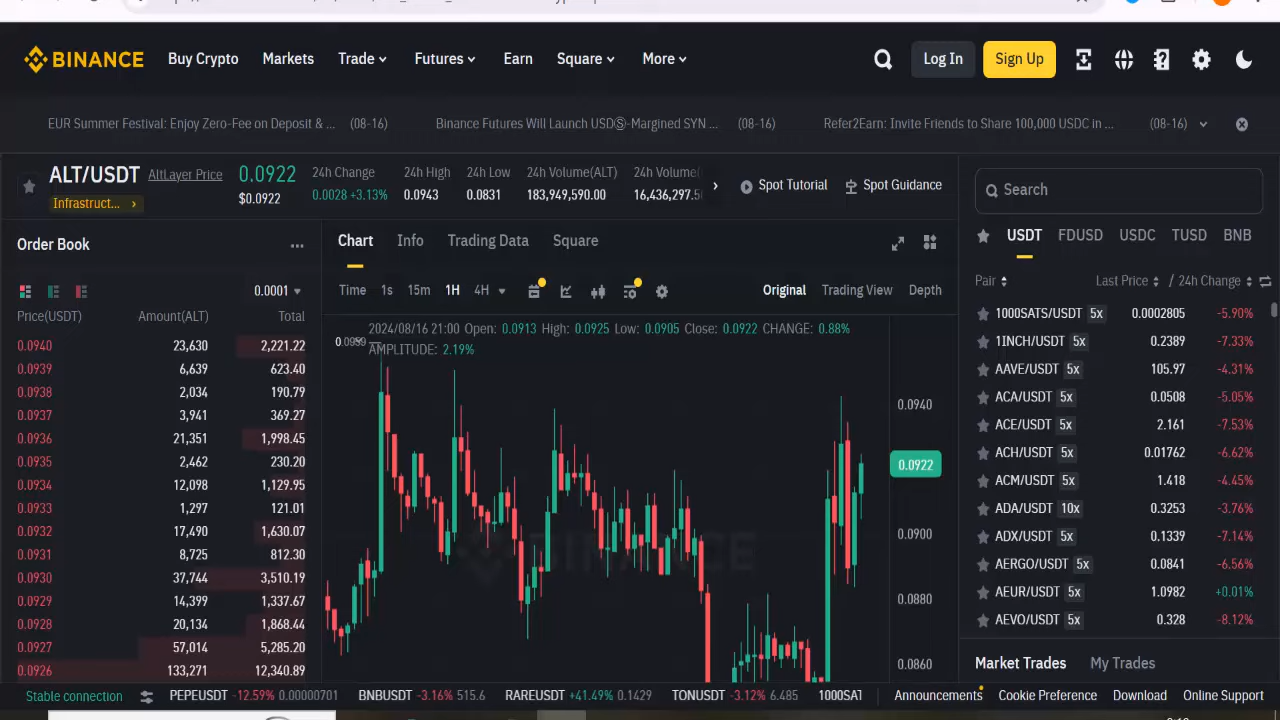 BINANCE Buy Crypto Markets Trade Futures Earn Square More Log In Sign Up
EUR Summer Festival: Enjoy Zero-Fee on Deposit & ... (08-16) Binance Futures Will Launch USDⓈ-Margined SYN ... (08-16) Refer2Earn: Invite Friends to Share 100,000 USDC in ... (08-16)
ALT/USDT AltLayer Price
Infrastruct... ›
0.0922
$0.0922
24h Change
0.0028 +3.13%
24h High
0.0943
24h Low
0.0831
24h Volume(ALT)
183,949,590.00
24h Volume(
16,436,297.5
Spot Tutorial Spot Guidance
Order Book ...
0.0001
Price(USDT) Amount(ALT) Total
0.0940 23,630 2,221.22
0.0939 6,639 623.40
0.0938 2,034 190.79
0.0937 3,941 369.27
0.0936 21,351 1,998.45
0.0935 2,462 230.20
0.0934 12,098 1,129.95
0.0933 1,297 121.01
0.0932 17,490 1,630.07
0.0931 8,725 812.30
0.0930 37,744 3,510.19
0.0929 14,399 1,337.67
0.0928 20,134 1,868.44
0.0927 57,014 5,285.20
0.0926 133,271 12,340.89
Chart Info Trading Data Square
Time 1s 15m 1H 4H Original Trading View Depth
2024/08/16 21:00 Open: 0.0913 High: 0.0925 Low: 0.0905 Close: 0.0922 CHANGE: 0.88%
0.0959
AMPLITUDE: 2.19%
0.0940
0.0922
0.0900
0.0880
0.0860
BINANCE
Search
USDT FDUSD USDC TUSD BNB
Pair Last Price / 24h Change
1000SATS/USDT 5x 0.0002805 -5.90%
1INCH/USDT 5x 0.2389 -7.33%
AAVE/USDT 5x 105.97 -4.31%
ACA/USDT 5x 0.0508 -5.05%
ACE/USDT 5x 2.161 -7.53%
ACH/USDT 5x 0.01762 -6.62%
ACM/USDT 5x 1.418 -4.45%
ADA/USDT 10x 0.3253 -3.76%
ADX/USDT 5x 0.1339 -7.14%
AERGO/USDT 5x 0.0841 -6.56%
AEUR/USDT 5x 1.0982 +0.01%
AEVO/USDT 5x 0.328 -8.12%
Market Trades My Trades
Stable connection PEPEUSDT -12.59% 0.00000701 BNBUSDT -3.16% 515.6 RAREUSDT +41.49% 0.1429 TONUSDT -3.12% 6.485 1000SAT Announcements Cookie Preference Download Online Support